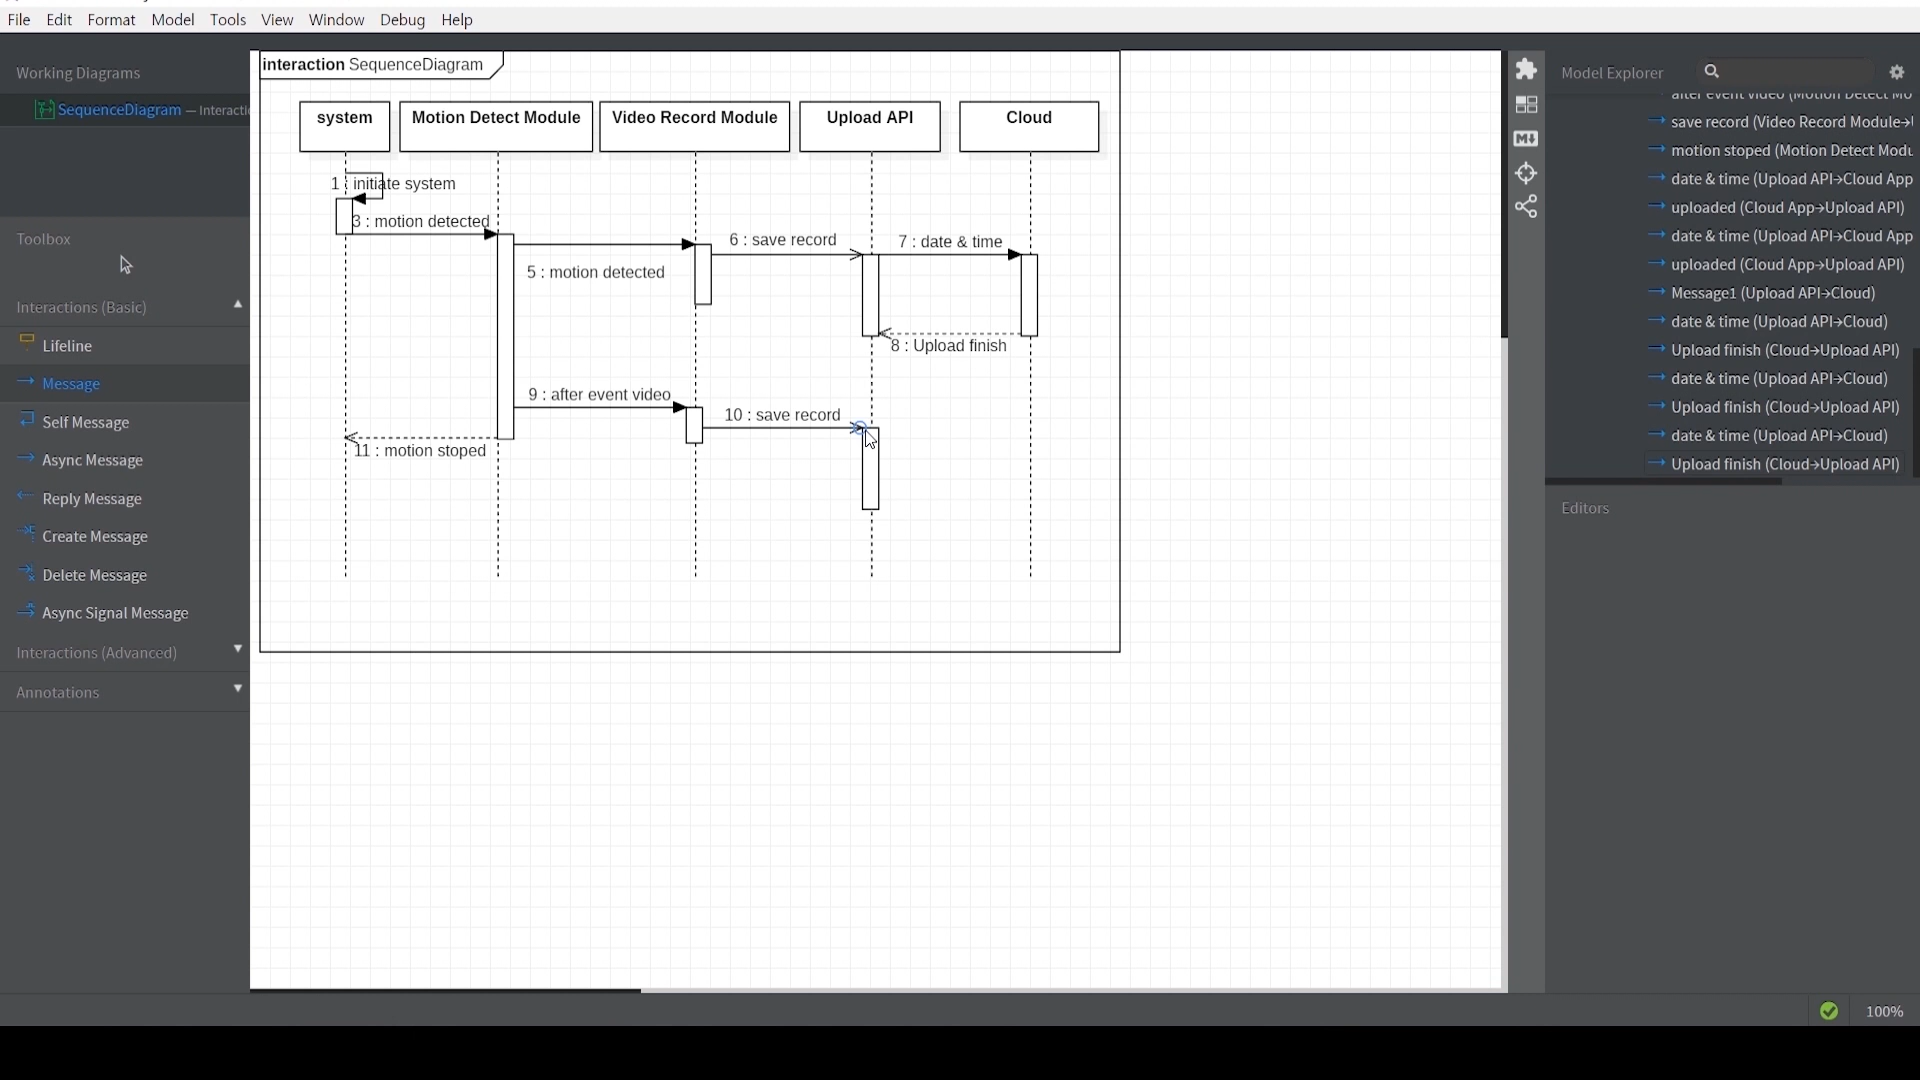 File Edit Format Model Tools View Window Debug Help
Working Diagrams
SequenceDiagram — Interacti
Toolbox
Interactions (Basic)
Lifeline
Message
Self Message
Async Message
Reply Message
Create Message
Delete Message
Async Signal Message
Interactions (Advanced)
Annotations
interaction SequenceDiagram
system
Motion Detect Module
Video Record Module
Upload API
Cloud
1 : initiate system
3 : motion detected
5 : motion detected
6 : save record
7 : date & time
8 : Upload finish
9 : after event video
10 : save record
11 : motion stoped
Model Explorer
after event video (Motion Detect Mo
save record (Video Record Module→
motion stoped (Motion Detect Modu
date & time (Upload API→Cloud App
uploaded (Cloud App→Upload API)
date & time (Upload API→Cloud App
uploaded (Cloud App→Upload API)
Message1 (Upload API→Cloud)
date & time (Upload API→Cloud)
Upload finish (Cloud→Upload API)
date & time (Upload API→Cloud)
Upload finish (Cloud→Upload API)
date & time (Upload API→Cloud)
Upload finish (Cloud→Upload API)
Editors
100%